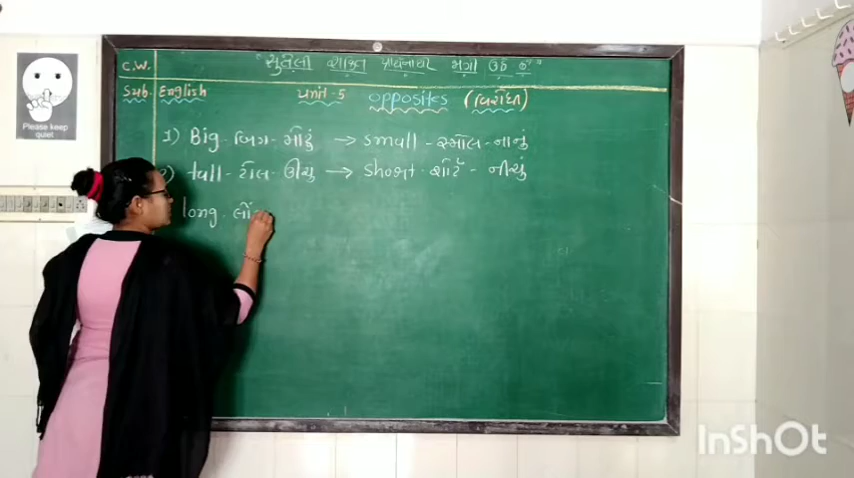 C.W.
Sub. English
unit-5 opposites (વિરોધી)
1) Big - બિગ - મોટું → small - સ્મોલ - નાનું
2) tall - ટોલ - ઊંચું → short - શોર્ટ - નીચું
long - લોં
Please keep
quiet
InShOt